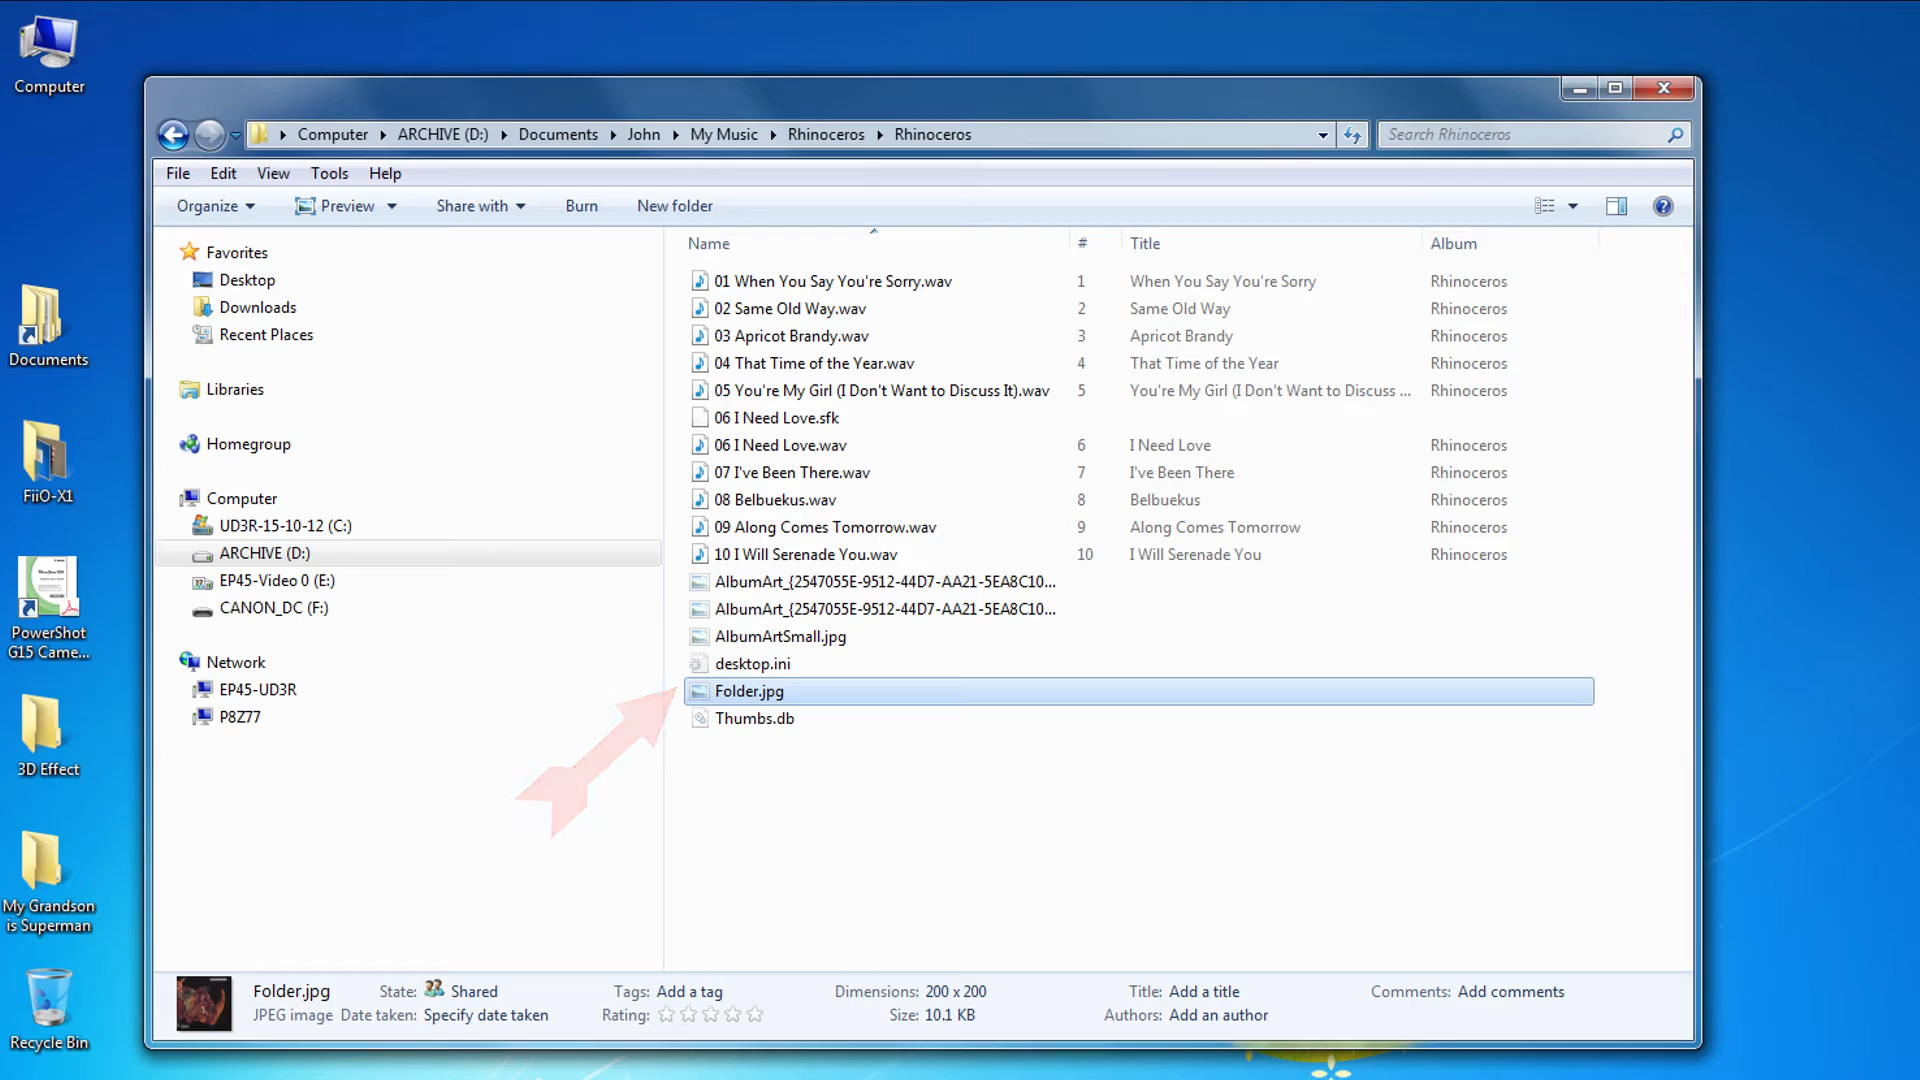 Computer
Documents
FiiO-X1
PowerShot
G15 Came...
3D Effect
My Grandson
is Superman
Recycle Bin
Computer ARCHIVE (D:) Documents John My Music Rhinoceros Rhinoceros
Search Rhinoceros
File Edit View Tools Help
Organize Preview Share with Burn New folder
Favorites
Desktop
Downloads
Recent Places
Libraries
Homegroup
Computer
UD3R-15-10-12 (C:)
ARCHIVE (D:)
EP45-Video 0 (E:)
CANON_DC (F:)
Network
EP45-UD3R
P8Z77
Name # Title Album
01 When You Say You're Sorry.wav 1 When You Say You're Sorry Rhinoceros
02 Same Old Way.wav 2 Same Old Way Rhinoceros
03 Apricot Brandy.wav 3 Apricot Brandy Rhinoceros
04 That Time of the Year.wav 4 That Time of the Year Rhinoceros
05 You're My Girl (I Don't Want to Discuss It).wav 5 You're My Girl (I Don't Want to Discuss ... Rhinoceros
06 I Need Love.sfk
06 I Need Love.wav 6 I Need Love Rhinoceros
07 I've Been There.wav 7 I've Been There Rhinoceros
08 Belbuekus.wav 8 Belbuekus Rhinoceros
09 Along Comes Tomorrow.wav 9 Along Comes Tomorrow Rhinoceros
10 I Will Serenade You.wav 10 I Will Serenade You Rhinoceros
AlbumArt_{2547055E-9512-44D7-AA21-5EA8C10...
AlbumArt_{2547055E-9512-44D7-AA21-5EA8C10...
AlbumArtSmall.jpg
desktop.ini
Folder.jpg
Thumbs.db
Folder.jpg State: Shared Tags: Add a tag Dimensions: 200 x 200 Title: Add a title Comments: Add comments
JPEG image Date taken: Specify date taken Rating: Size: 10.1 KB Authors: Add an author